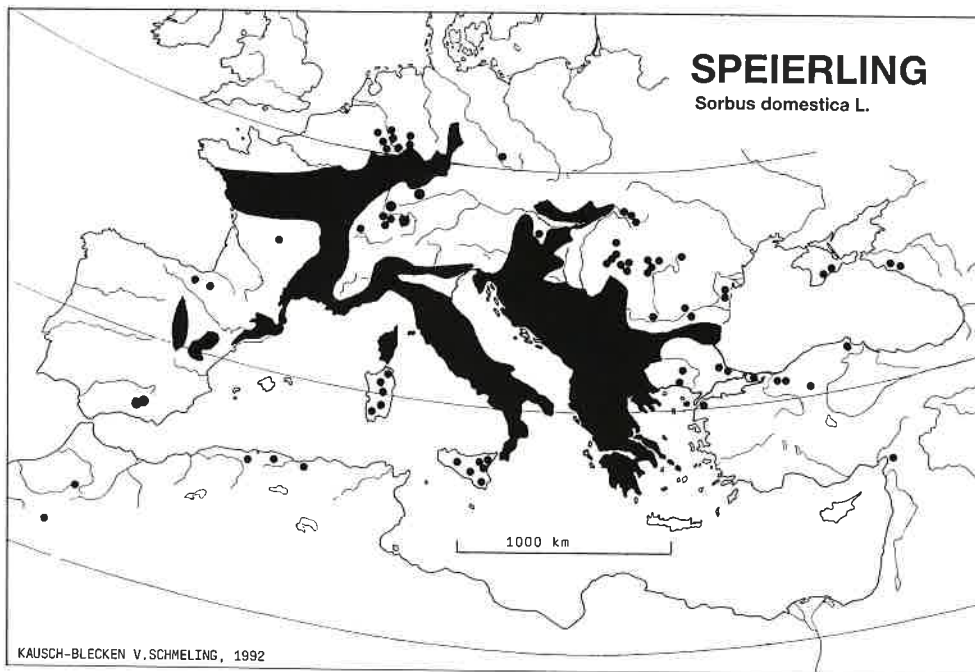 SPEIERLING
Sorbus domestica L.
1000 km
KAUSCH-BLECKEN V.SCHMELING, 1992